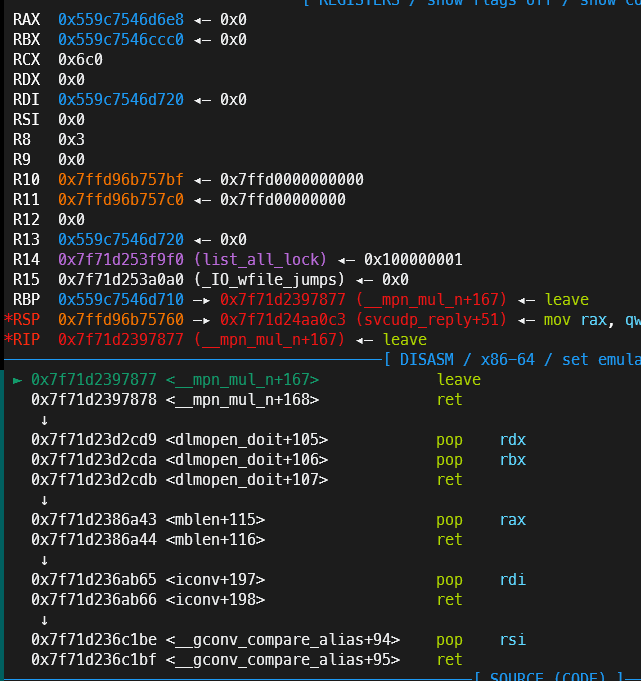 [ REGISTERS / show-flags off / show-co
RAX 0x559c7546d6e8 ◂— 0x0
RBX 0x559c7546ccc0 ◂— 0x0
RCX 0x6c0
RDX 0x0
RDI 0x559c7546d720 ◂— 0x0
RSI 0x0
R8 0x3
R9 0x0
R10 0x7ffd96b757bf ◂— 0x7ffd0000000000
R11 0x7ffd96b757c0 ◂— 0x7ffd00000000
R12 0x0
R13 0x559c7546d720 ◂— 0x0
R14 0x7f71d253f9f0 (list_all_lock) ◂— 0x100000001
R15 0x7f71d253a0a0 (_IO_wfile_jumps) ◂— 0x0
RBP 0x559c7546d710 —▸ 0x7f71d2397877 (__mpn_mul_n+167) ◂— leave
*RSP 0x7ffd96b75760 —▸ 0x7f71d24aa0c3 (svcudp_reply+51) ◂— mov rax, qw
*RIP 0x7f71d2397877 (__mpn_mul_n+167) ◂— leave
[ DISASM / x86-64 / set emula
► 0x7f71d2397877 <__mpn_mul_n+167> leave
0x7f71d2397878 <__mpn_mul_n+168> ret
↓
0x7f71d23d2cd9 <dlmopen_doit+105> pop rdx
0x7f71d23d2cda <dlmopen_doit+106> pop rbx
0x7f71d23d2cdb <dlmopen_doit+107> ret
↓
0x7f71d2386a43 <mblen+115> pop rax
0x7f71d2386a44 <mblen+116> ret
↓
0x7f71d236ab65 <iconv+197> pop rdi
0x7f71d236ab66 <iconv+198> ret
↓
0x7f71d236c1be <__gconv_compare_alias+94> pop rsi
0x7f71d236c1bf <__gconv_compare_alias+95> ret
[ SOURCE (CODE) ]